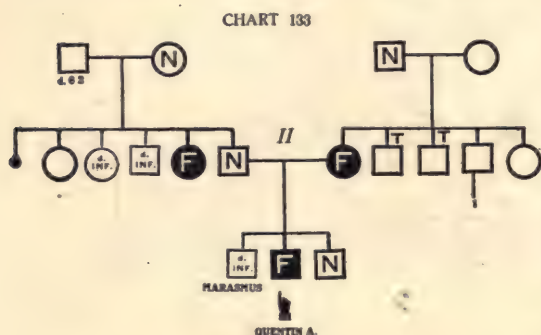 CHART 133
N N
d. 62
II
T T
d. INF. d. INF. F N F
d. INF. F N
MARASMUS
QUENTIN A.